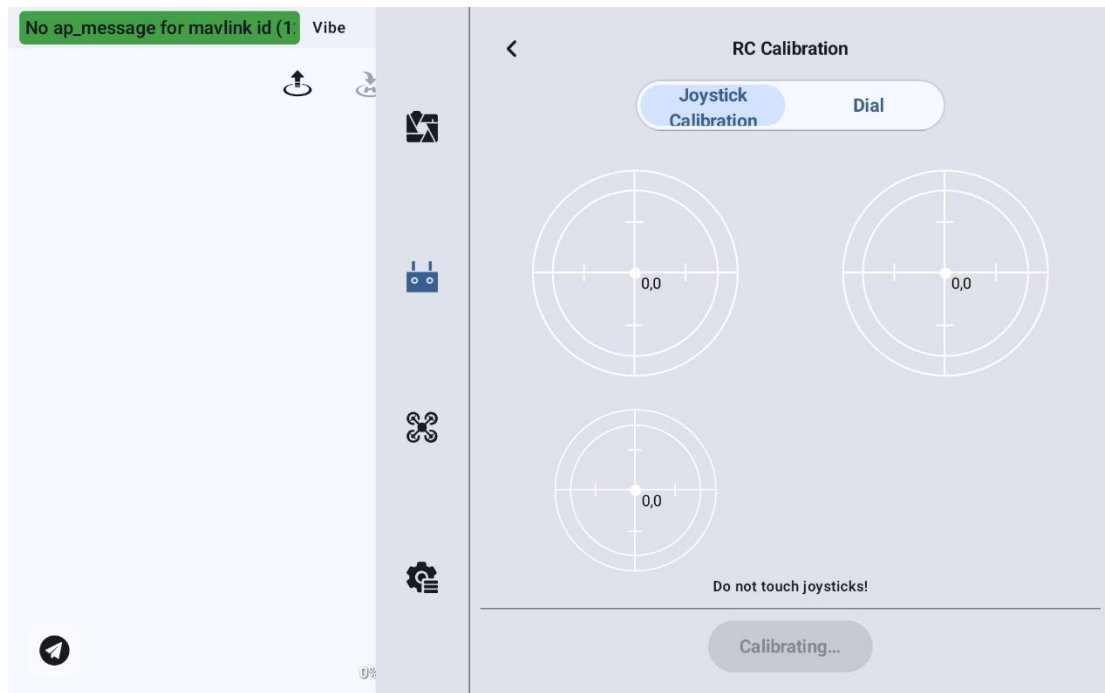 No ap_message for mavlink id (1
Vibe
RC Calibration
Joystick
Calibration
Dial
0,0
0,0
0,0
Do not touch joysticks!
Calibrating...
0%